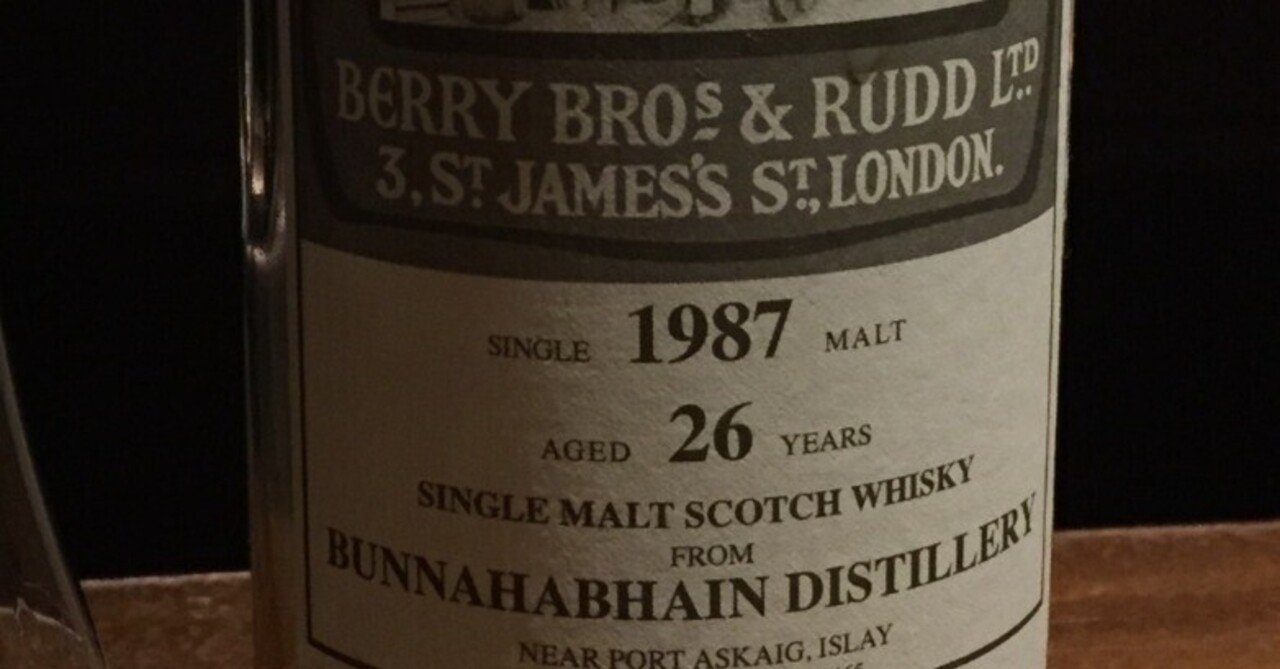 BERRY BROS & RUDD LTD.
3, ST JAMES'S ST., LONDON.
SINGLE 1987 MALT
AGED 26 YEARS
SINGLE MALT SCOTCH WHISKY
FROM
BUNNAHABHAIN DISTILLERY
NEAR PORT ASKAIG, ISLAY